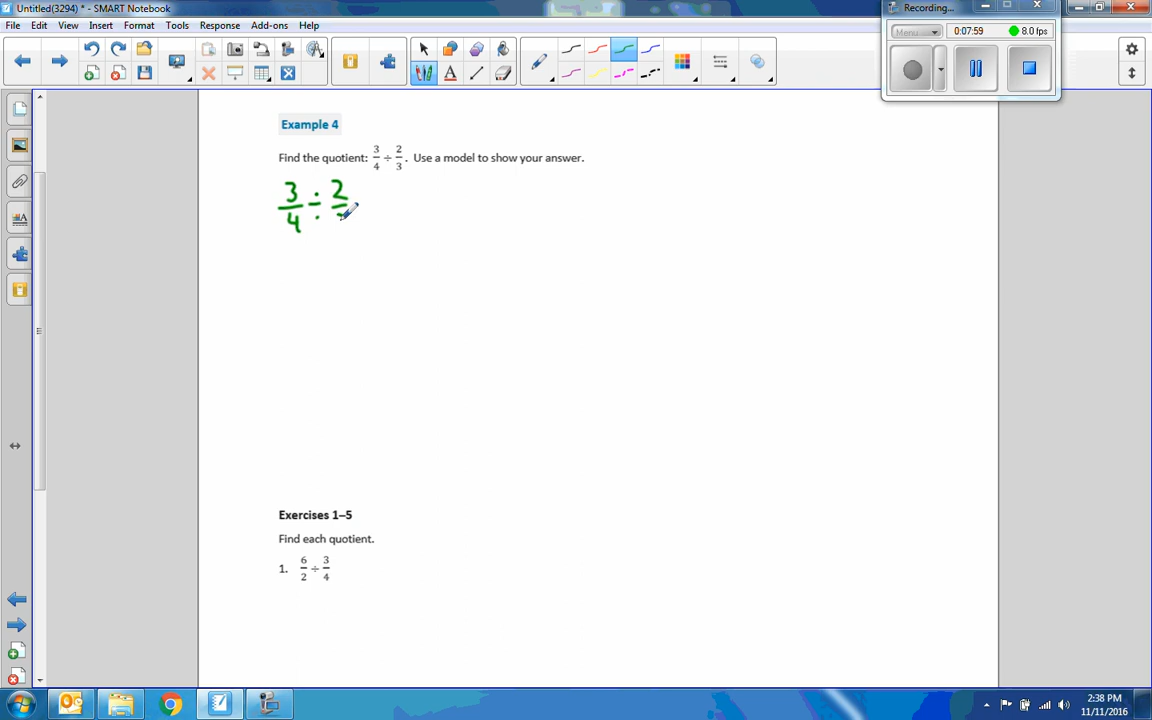 Untitled(3294) * - SMART Notebook
Recording...
File Edit View Insert Format Tools Response Add-ons Help
Menu
0:07:59
8.0 fps
Example 4
Find the quotient: 3/4 ÷ 2/3. Use a model to show your answer.
3/4 ÷ 2/
Exercises 1–5
Find each quotient.
1. 6/2 ÷ 3/4
2:38 PM
11/11/2016